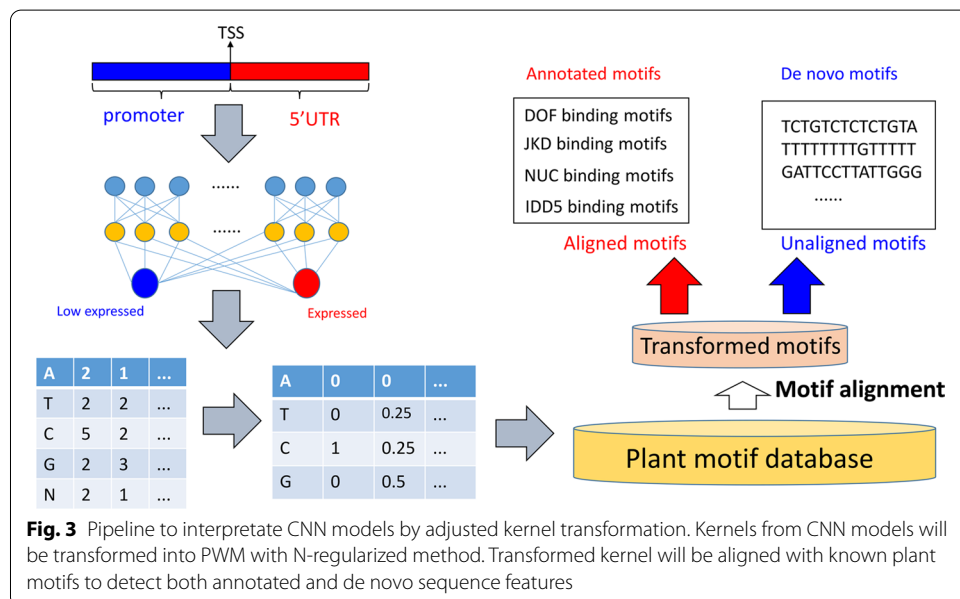 TSS
promoter 5'UTR
......
......
Low expressed Expressed
A 2 1 ...
T 2 2 ...
C 5 2 ...
G 2 3 ...
N 2 1 ...
A 0 0 ...
T 0 0.25 ...
C 1 0.25 ...
G 0 0.5 ...
Annotated motifs
DOF binding motifs
JKD binding motifs
NUC binding motifs
IDD5 binding motifs
Aligned motifs
De novo motifs
TCTGTCTCTCTGTA
TTTTTTTTGTTTTT
GATTCCTTATTGGG
......
Unaligned motifs
Transformed motifs
Motif alignment
Plant motif database
Fig. 3 Pipeline to interpretate CNN models by adjusted kernel transformation. Kernels from CNN models will
be transformed into PWM with N-regularized method. Transformed kernel will be aligned with known plant
motifs to detect both annotated and de novo sequence features